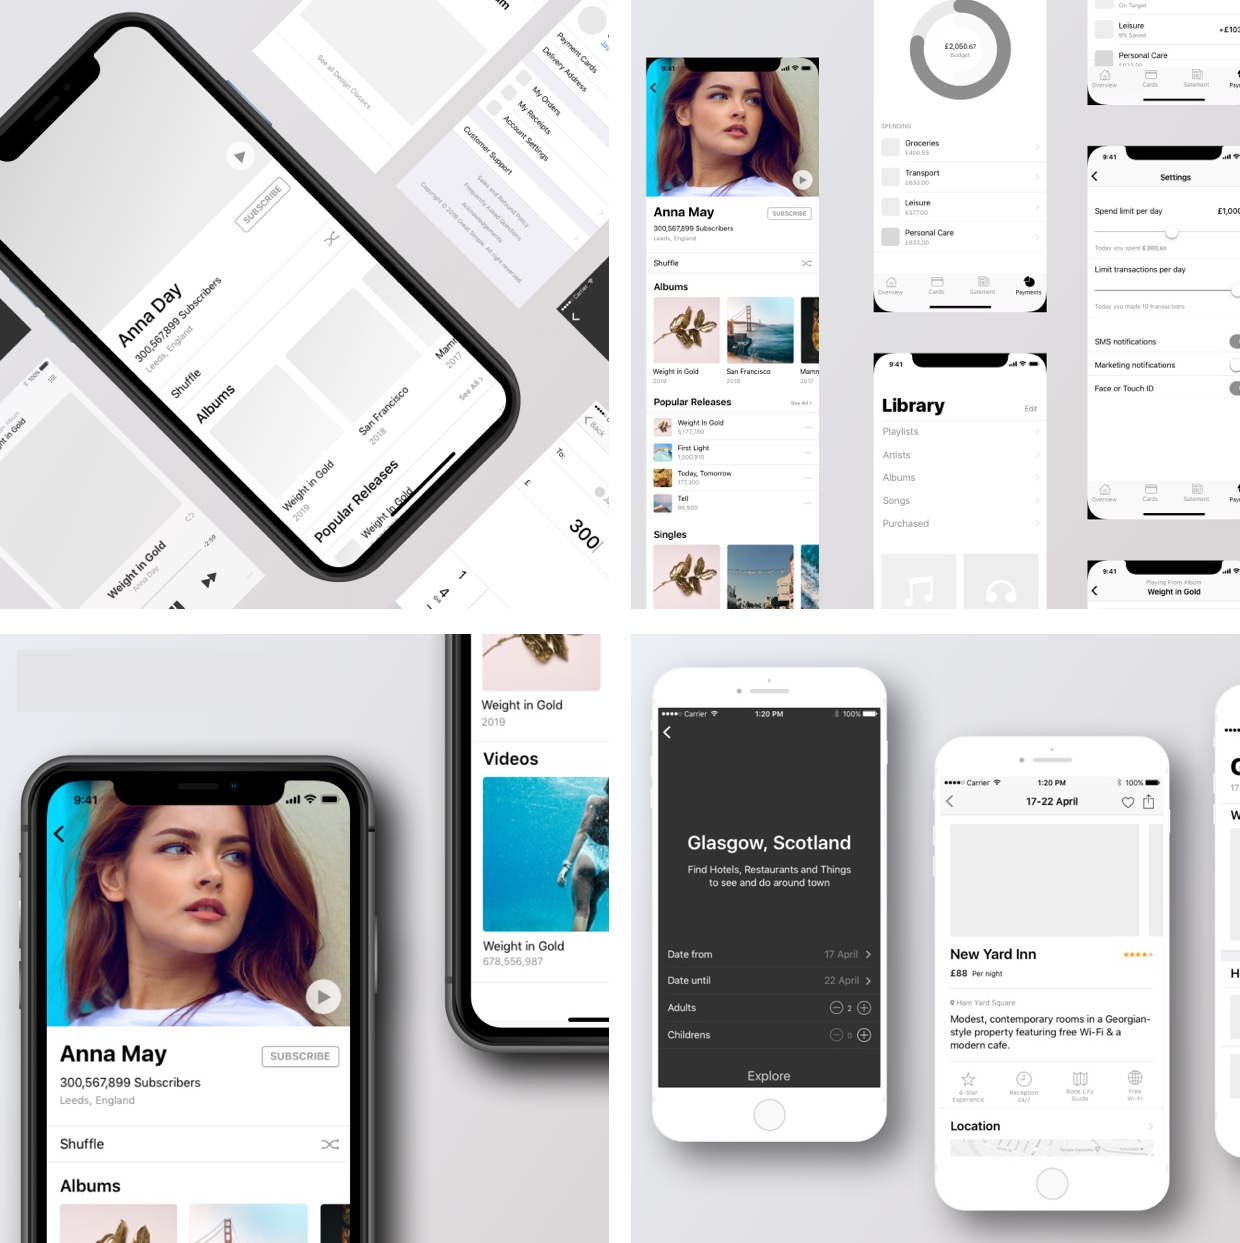 See all Design Classics
Payment Cards
Delivery Address
My Orders
My Receipts
Account Settings
Customer Support
Sales and Refund Policy
Frequently Asked Questions
Acknowledgements
Copyright © 2018 Great Simple. All right reserved.
Carrier
SUBSCRIBE
Anna Day
300,567,899 Subscribers
Leeds, England
Shuffle
Albums
Weight in Gold
2019
San Francisco
2018
2017
See All
Popular Releases
Weight In Gold
100%
Weight in Gold
Anna Day
-2:59
Back
To:
300
1
4
9:41
Anna May
SUBSCRIBE
300,567,899 Subscribers
Leeds, England
Shuffle
Albums
Weight in Gold
San Francisco
2019
2018
2017
Popular Releases
See All
Weight In Gold
5,177,789
First Light
1,500,910
Today, Tomorrow
177,300
Tell
89,900
Singles
£2,050.67
Budget
SPENDING
Groceries
£400.55
Transport
£633.00
Leisure
£577.00
Personal Care
£633.00
Overview
Cards
Satement
Payments
9:41
Library
Edit
Playlists
Artists
Albums
Songs
Purchased
On Target
Leisure
9% Saved
Personal Care
£633.00
Overview
Cards
Satement
9:41
Settings
Spend limit per day
Today you spent £300,65
Limit transactions per day
Today you made 10 transactions
SMS notifications
Marketing notifications
Face or Touch ID
Overview
Cards
Satement
9:41
Playing From Album
Weight in Gold
9:41
Anna May
SUBSCRIBE
300,567,899 Subscribers
Leeds, England
Shuffle
Albums
Weight in Gold
2019
Videos
Weight in Gold
678,556,987
Carrier 1:20 PM 100%
Glasgow, Scotland
Find Hotels, Restaurants and Things
to see and do around town
Date from 17 April
Date until 22 April
Adults 2
Childrens 0
Explore
Carrier 1:20 PM 100%
17-22 April
New Yard Inn
£88 Per night
Ham Yard Square
Modest, contemporary rooms in a Georgian-
style property featuring free Wi-Fi & a
modern cafe.
4-Star
Experience
Reception
24/7
Book City
Guide
Free
Wi-Fi
Location